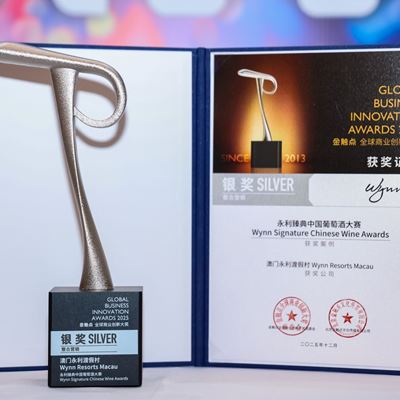 GLOBAL
BUSINESS
INNOVATION
AWARDS 2025
金触点 全球商业创新大奖
银奖 SILVER
整合营销
澳门永利渡假村
Wynn Resorts Macau
永利臻典中国葡萄酒大赛
Wynn Signature Chinese Wine Awards
GLO
BUSINE
INNOVATION
AWARDS 2
金触点 全球商业创新
SINCE 2013
获奖证
银奖 SILVER
整合营销
Wynn
永利臻典中国葡萄酒大赛
Wynn Signature Chinese Wine Awards
获奖案例
澳门永利渡假村 Wynn Resorts Macau
获奖公司
二〇二五年十二月